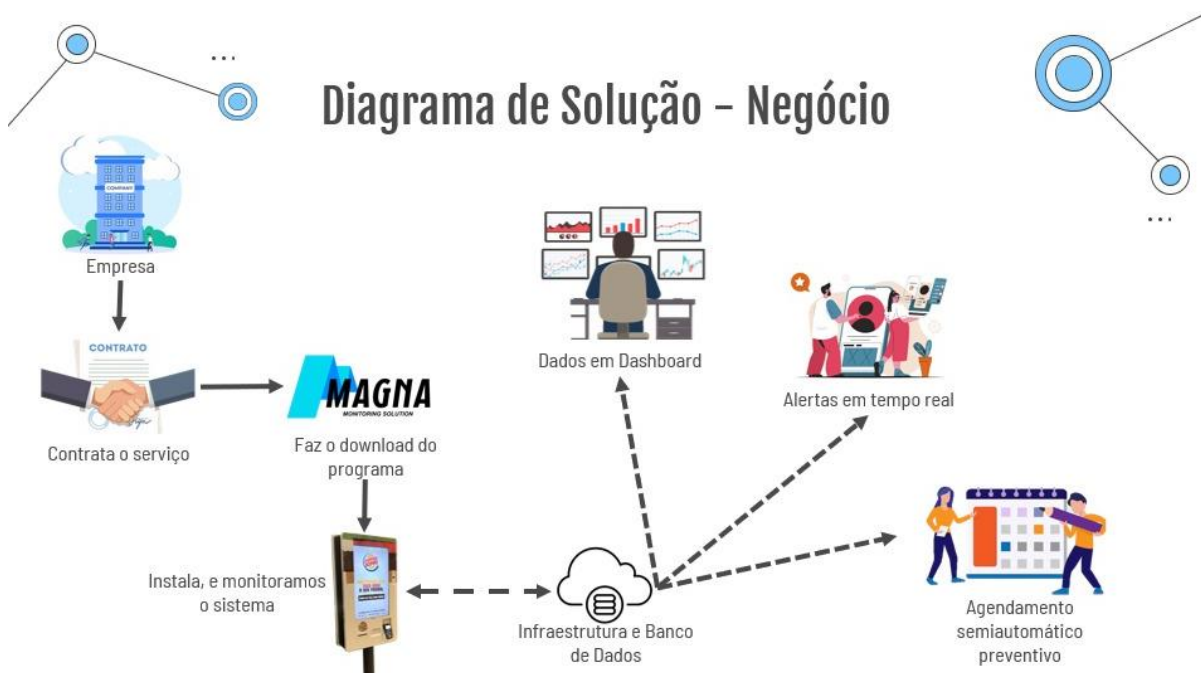 Diagrama de Solução - Negócio
COMPANY
Empresa
CONTRATO
Contrata o serviço
MAGNA
MONITORING SOLUTION
Faz o download do
programa
Instala, e monitoramos
o sistema
Infraestrutura e Banco
de Dados
Dados em Dashboard
Alertas em tempo real
Agendamento
semiautomático
preventivo